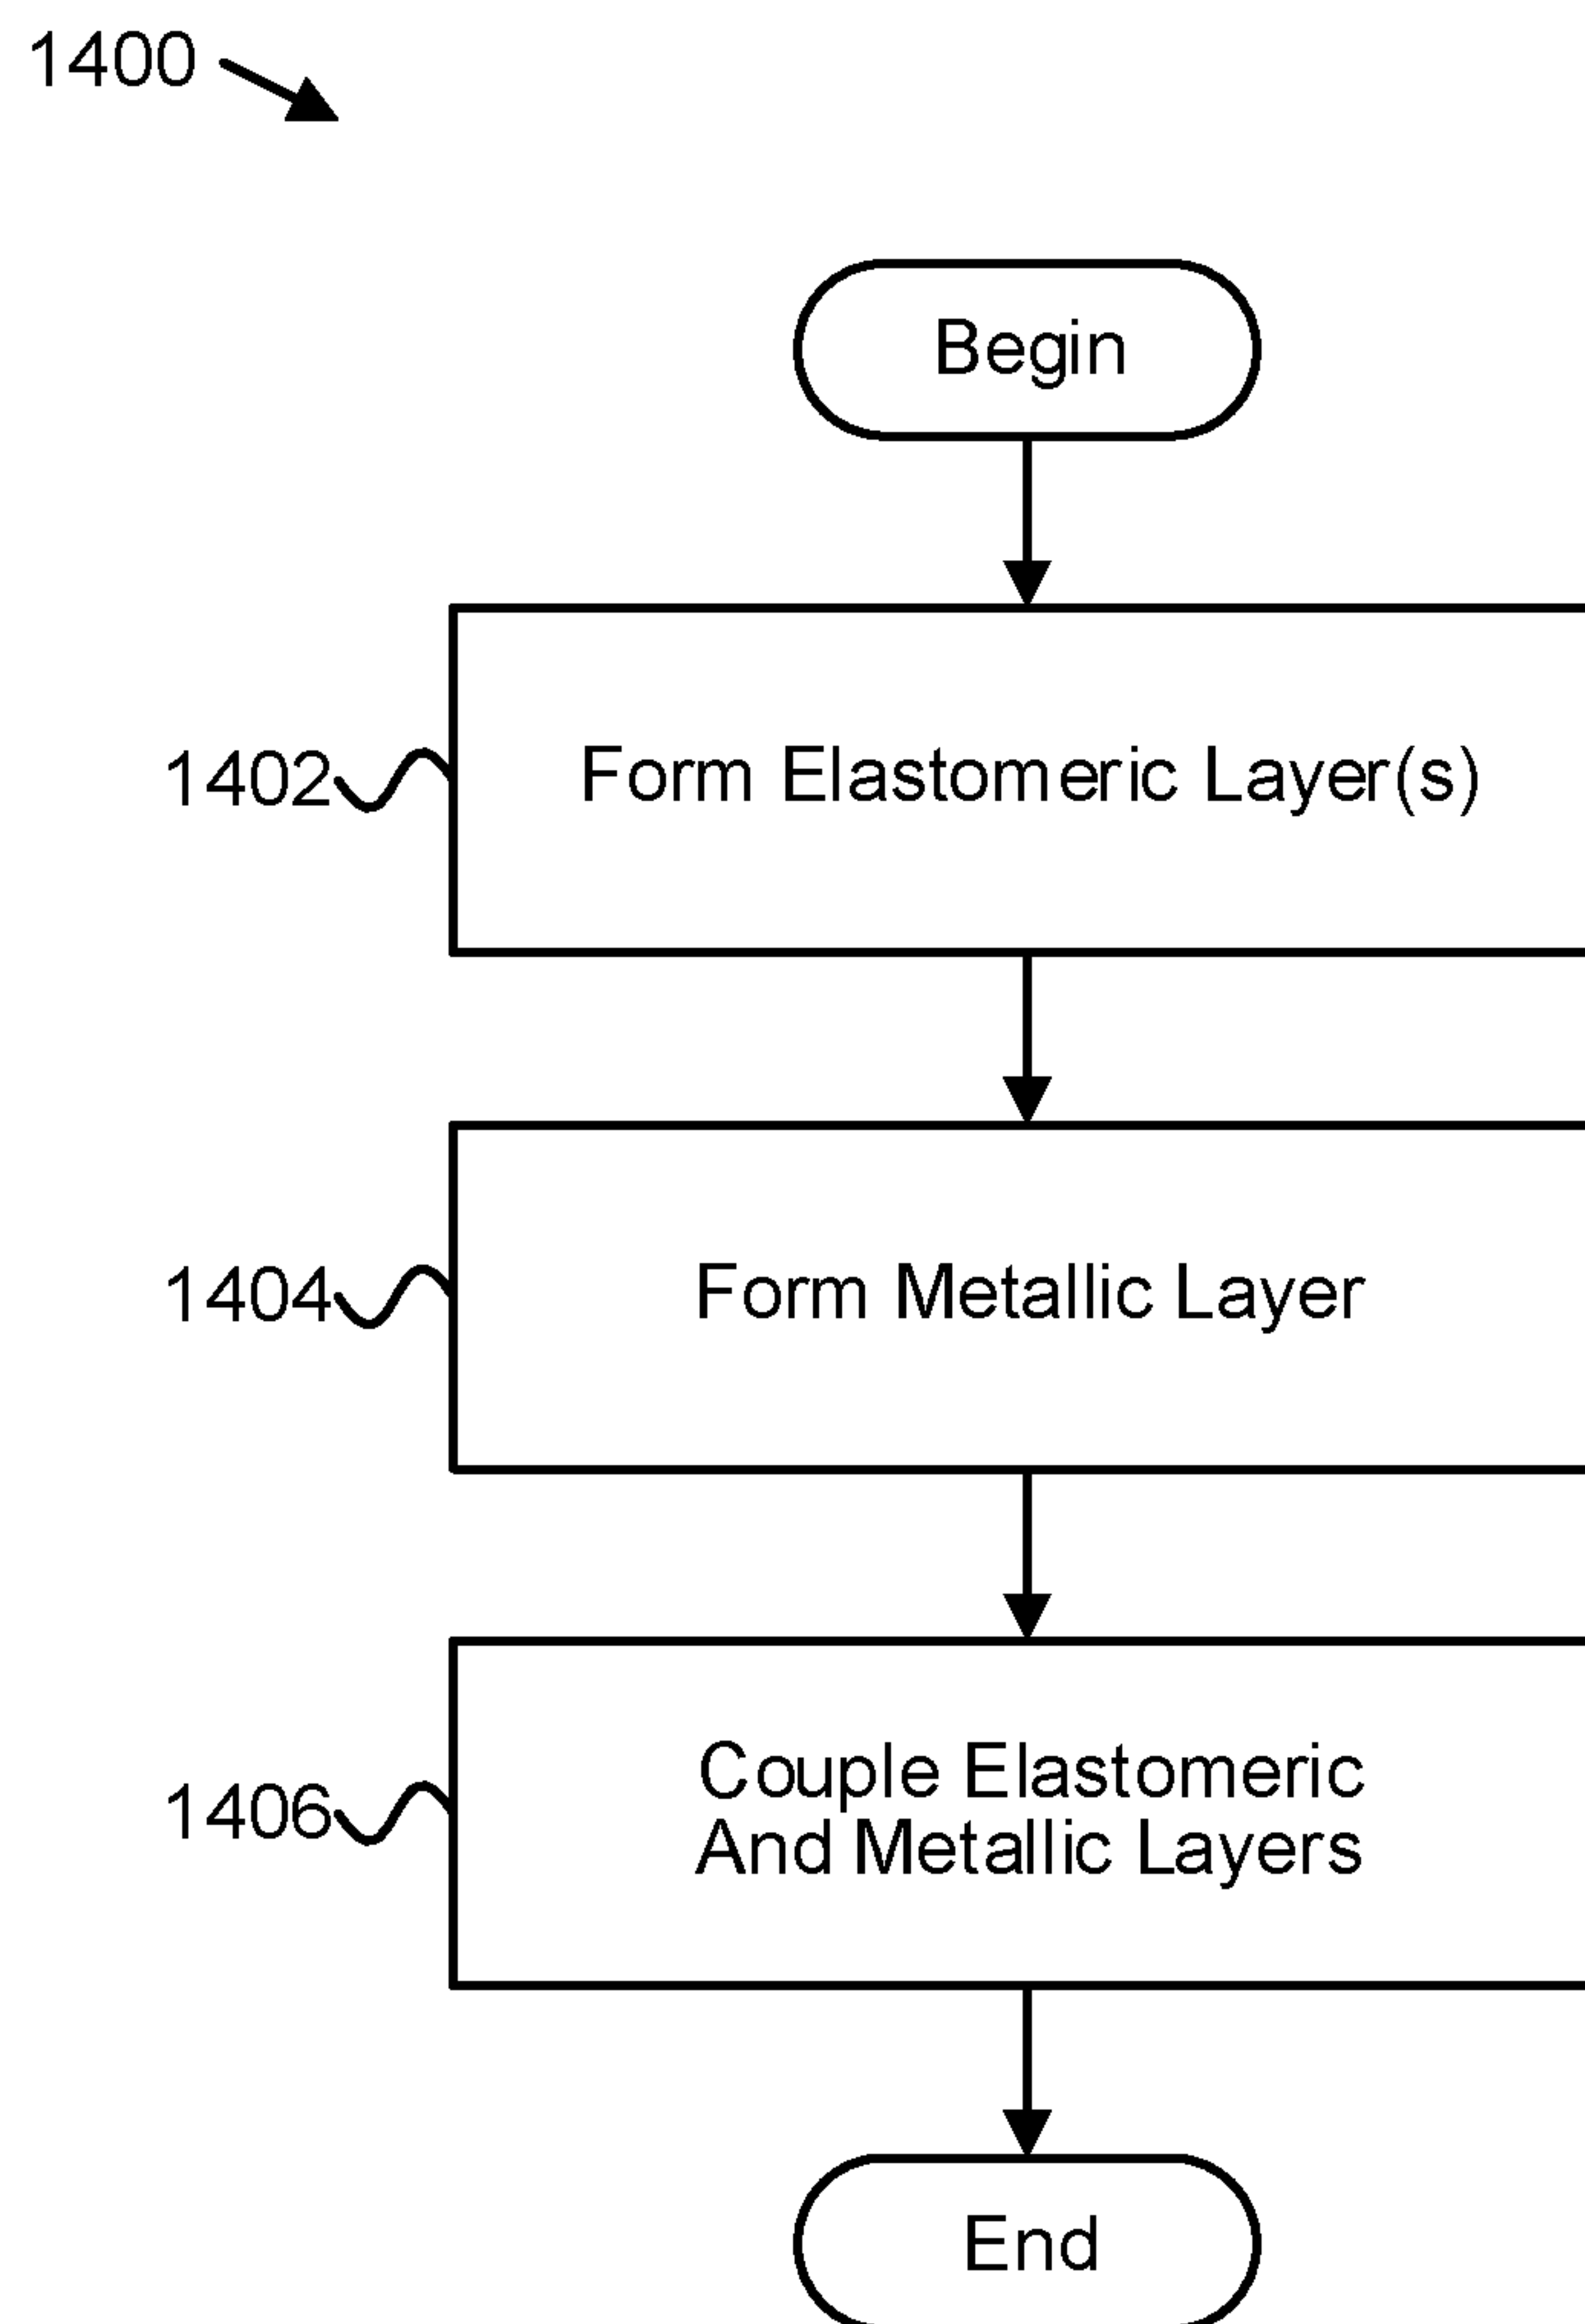 1400
Begin
1402
Form Elastomeric Layer(s)
1404
Form Metallic Layer
1406
Couple Elastomeric
And Metallic Layers
End